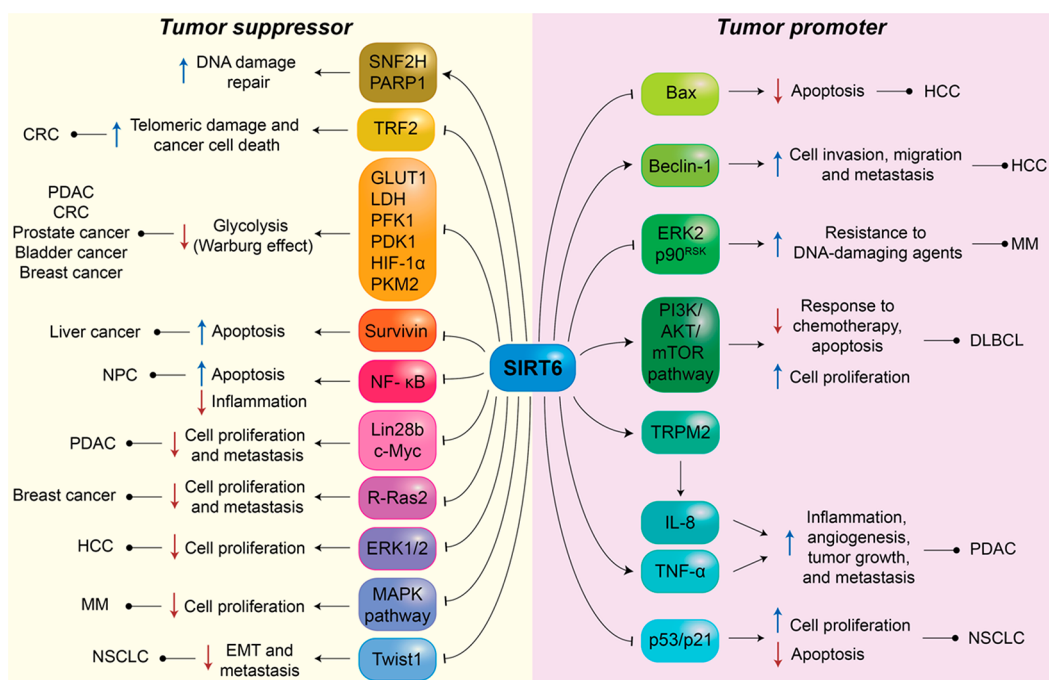 Tumor suppressor
DNA damage
repair
SNF2H
PARP1
CRC
Telomeric damage and
cancer cell death
TRF2
PDAC
CRC
Prostate cancer
Bladder cancer
Breast cancer
Glycolysis
(Warburg effect)
GLUT1
LDH
PFK1
PDK1
HIF-1α
PKM2
Liver cancer
Apoptosis
Survivin
NPC
Apoptosis
Inflammation
NF- κB
PDAC
Cell proliferation
and metastasis
Lin28b
c-Myc
Breast cancer
Cell proliferation
and metastasis
R-Ras2
HCC
Cell proliferation
ERK1/2
MM
Cell proliferation
MAPK
pathway
NSCLC
EMT and
metastasis
Twist1
SIRT6
Tumor promoter
Bax
Apoptosis
HCC
Beclin-1
Cell invasion, migration
and metastasis
HCC
ERK2
p90RSK
Resistance to
DNA-damaging agents
MM
PI3K/
AKT/
mTOR
pathway
Response to
chemotherapy,
apoptosis
Cell proliferation
DLBCL
TRPM2
IL-8
TNF-α
Inflammation,
angiogenesis,
tumor growth,
and metastasis
PDAC
p53/p21
Cell proliferation
Apoptosis
NSCLC